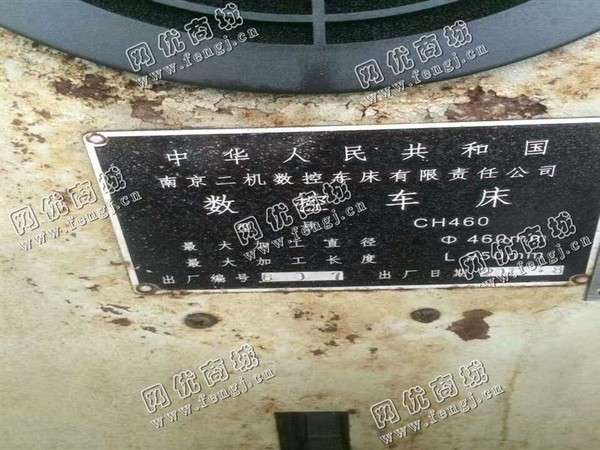 中华人民共和国
南京二机数控车床有限责任公司
数控车床
CH460
最大加工直径 Φ460mm
最大加工长度 L
出厂编号 出厂日期
网优商城
www.fengj.cn
网优商城
www.fengj.cn
网优商城
www.fengj.cn
网优商城
www.fengj.cn
网优商城
www.fengj.cn
网优商城
www.fengj.cn
网优商城
www.fengj.cn